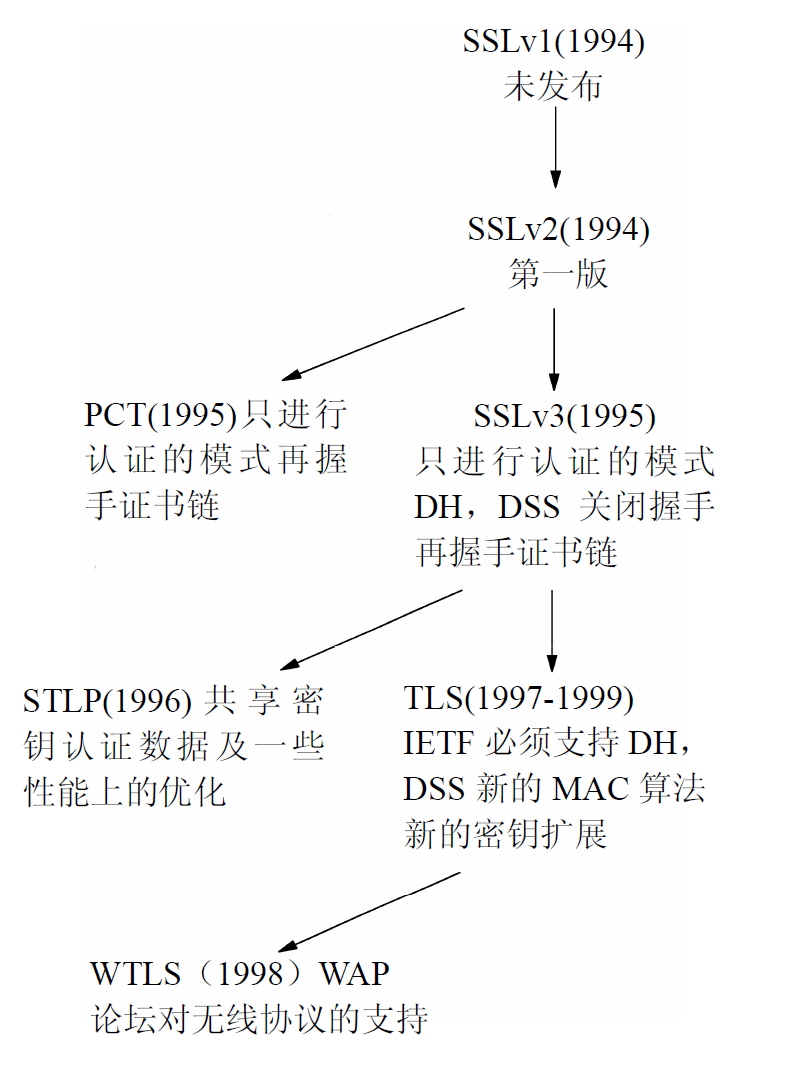 SSLv1(1994)
未发布
SSLv2(1994)
第一版
PCT(1995)只进行
认证的模式再握
手证书链
SSLv3(1995)
只进行认证的模式
DH，DSS 关闭握手
再握手证书链
STLP(1996)共享密
钥认证数据及一些
性能上的优化
TLS(1997-1999)
IETF 必须支持 DH，
DSS 新的 MAC 算法
新的密钥扩展
WTLS（1998）WAP
论坛对无线协议的支持